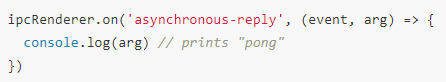 ipcRenderer.on('asynchronous-reply', (event, arg) => {
  console.log(arg) // prints "pong"
})